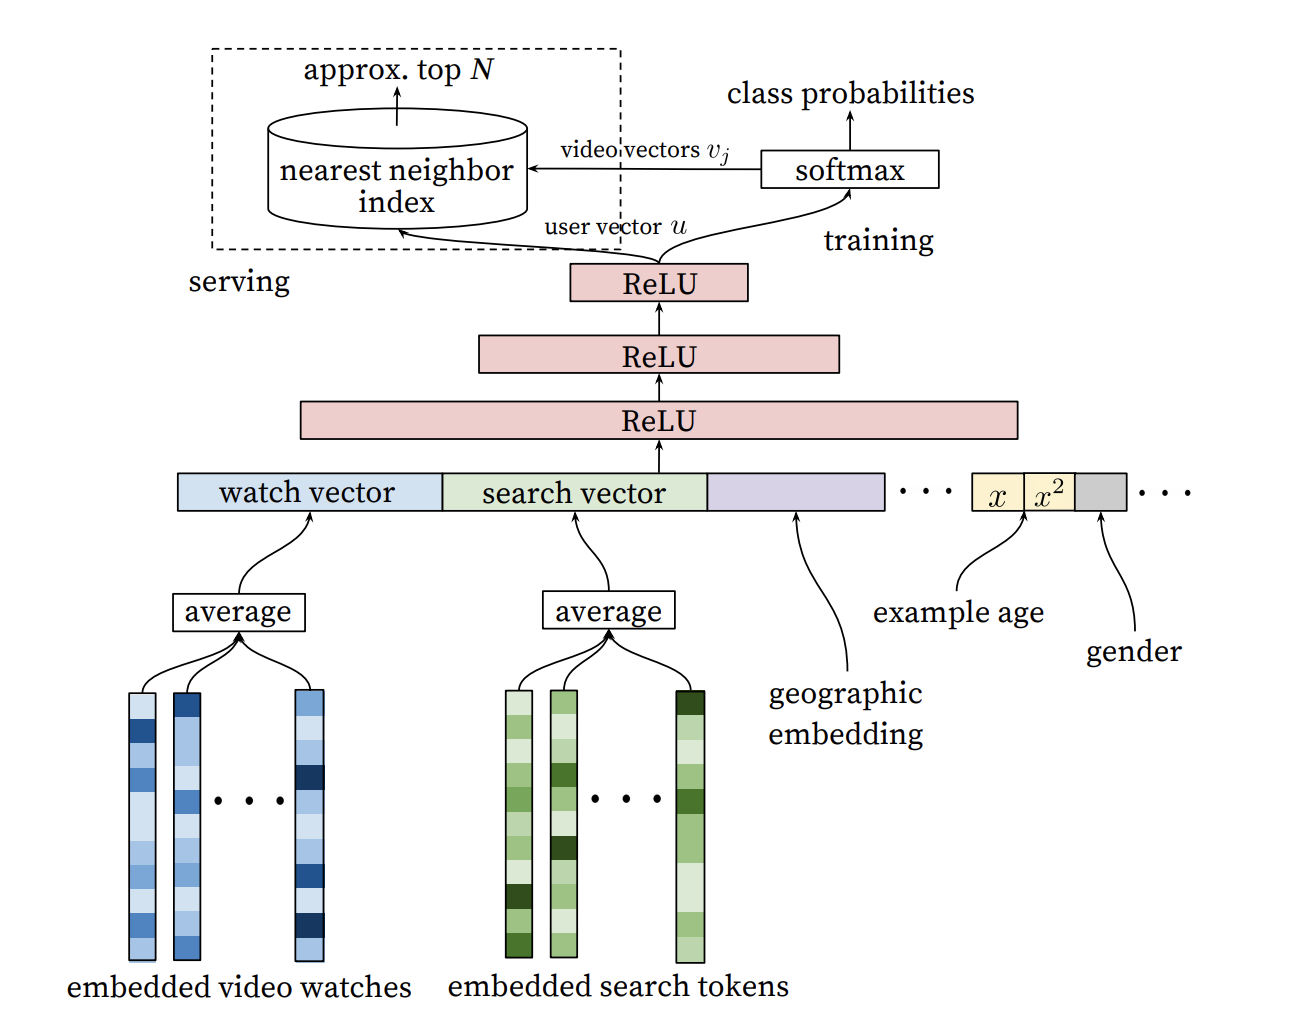 approx. top N
class probabilities
video vectors v_j
nearest neighbor
index
softmax
user vector u
training
serving
ReLU
ReLU
ReLU
watch vector
search vector
. . .
x
x²
. . .
average
average
example age
gender
geographic
embedding
. . .
. . .
embedded video watches
embedded search tokens